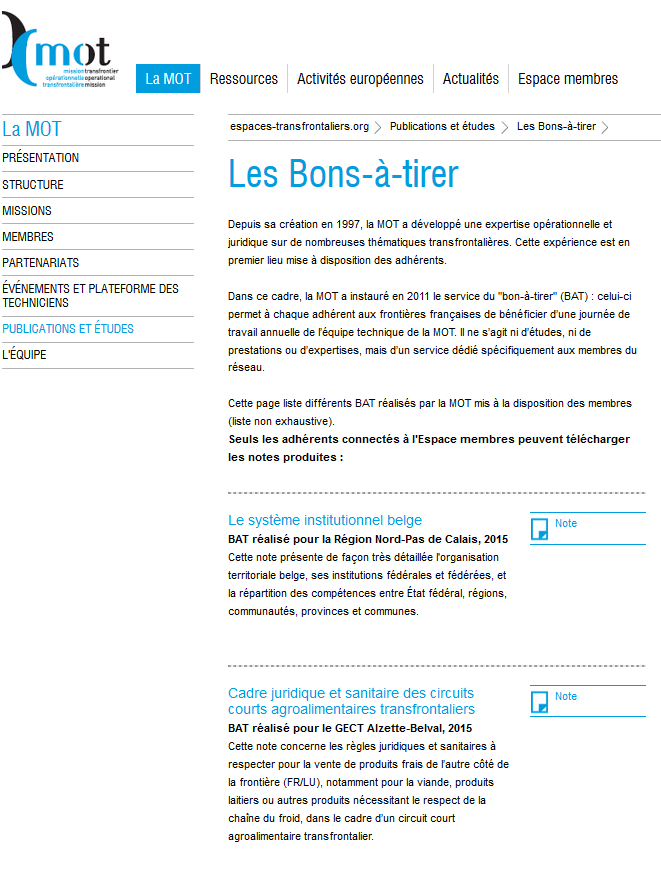 mot
mission transfrontier
opérationnelle operational
transfrontalière mission
La MOT
Ressources
Activités européennes
Actualités
Espace membres
La MOT
PRÉSENTATION
STRUCTURE
MISSIONS
MEMBRES
PARTENARIATS
ÉVÉNEMENTS ET PLATEFORME DES
TECHNICIENS
PUBLICATIONS ET ÉTUDES
L'ÉQUIPE
espaces-transfrontaliers.org
Publications et études
Les Bons-à-tirer
Les Bons-à-tirer
Depuis sa création en 1997, la MOT a développé une expertise opérationnelle et
juridique sur de nombreuses thématiques transfrontalières. Cette expérience est en
premier lieu mise à disposition des adhérents.
Dans ce cadre, la MOT a instauré en 2011 le service du "bon-à-tirer" (BAT) : celui-ci
permet à chaque adhérent aux frontières françaises de bénéficier d'une journée de
travail annuelle de l'équipe technique de la MOT. Il ne s'agit ni d'études, ni de
prestations ou d'expertises, mais d'un service dédié spécifiquement aux membres du
réseau.
Cette page liste différents BAT réalisés par la MOT mis à la disposition des membres
(liste non exhaustive).
Seuls les adhérents connectés à l'Espace membres peuvent télécharger
les notes produites :
Le système institutionnel belge
BAT réalisé pour la Région Nord-Pas de Calais, 2015
Cette note présente de façon très détaillée l'organisation
territoriale belge, ses institutions fédérales et fédérées, et
la répartition des compétences entre État fédéral, régions,
communautés, provinces et communes.
Note
Cadre juridique et sanitaire des circuits
courts agroalimentaires transfrontaliers
BAT réalisé pour le GECT Alzette-Belval, 2015
Cette note concerne les règles juridiques et sanitaires à
respecter pour la vente de produits frais de l'autre côté de
la frontière (FR/LU), notamment pour la viande, produits
laitiers ou autres produits nécessitant le respect de la
chaîne du froid, dans le cadre d'un circuit court
agroalimentaire transfrontalier.
Note